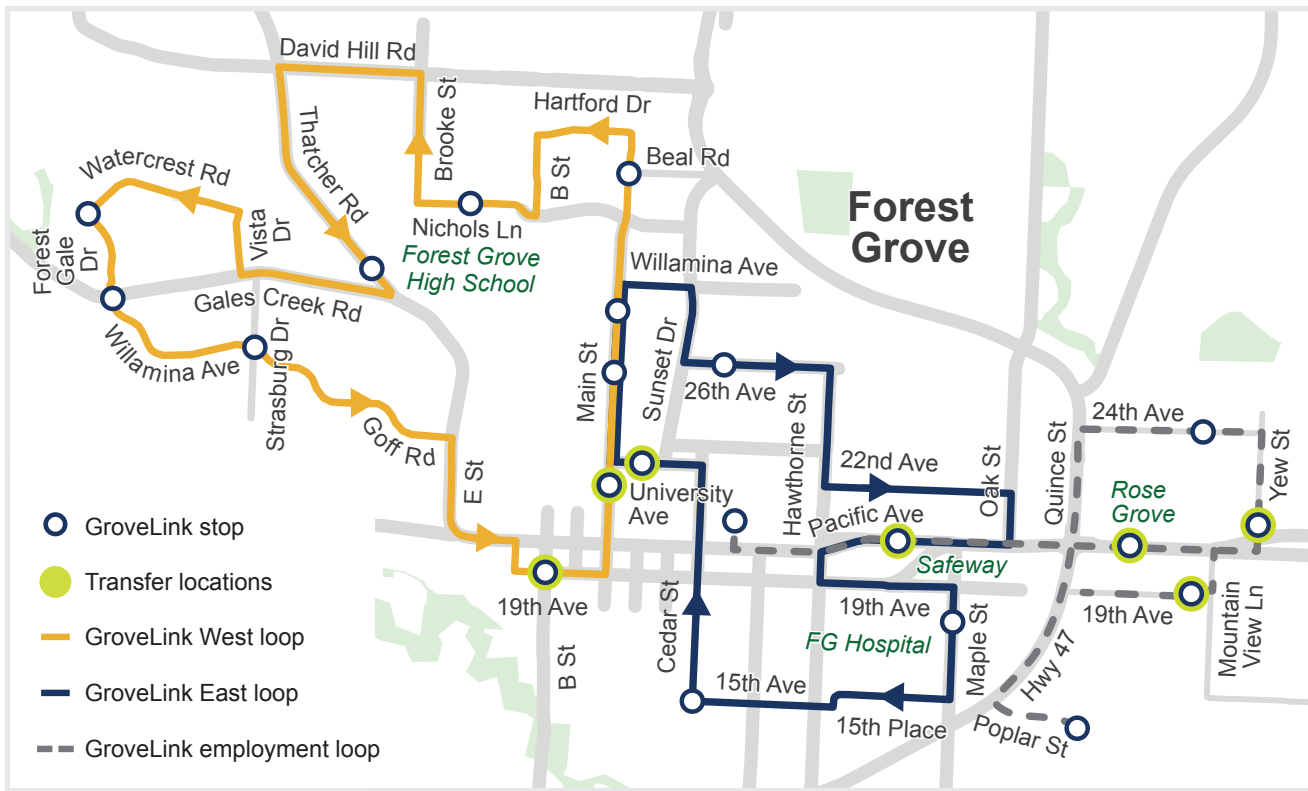 David Hill Rd
Hartford Dr
Brooke St
Thatcher Rd
B St
Beal Rd
Watercrest Rd
Vista
Dr
Forest
Gale
Dr
Nichols Ln
Forest Grove
High School
Forest
Grove
Willamina Ave
Gales Creek Rd
Willamina Ave
Strasburg Dr
Goff Rd
Main St
Sunset Dr
26th Ave
Hawthorne St
24th Ave
22nd Ave
Oak St
Quince St
Yew St
E St
University
Ave
Pacific Ave
Safeway
Rose
Grove
19th Ave
B St
Cedar St
19th Ave
FG Hospital
Maple St
19th Ave
Mountain
View Ln
Hwy 47
15th Ave
15th Place
Poplar St
GroveLink stop
Transfer locations
GroveLink West loop
GroveLink East loop
GroveLink employment loop